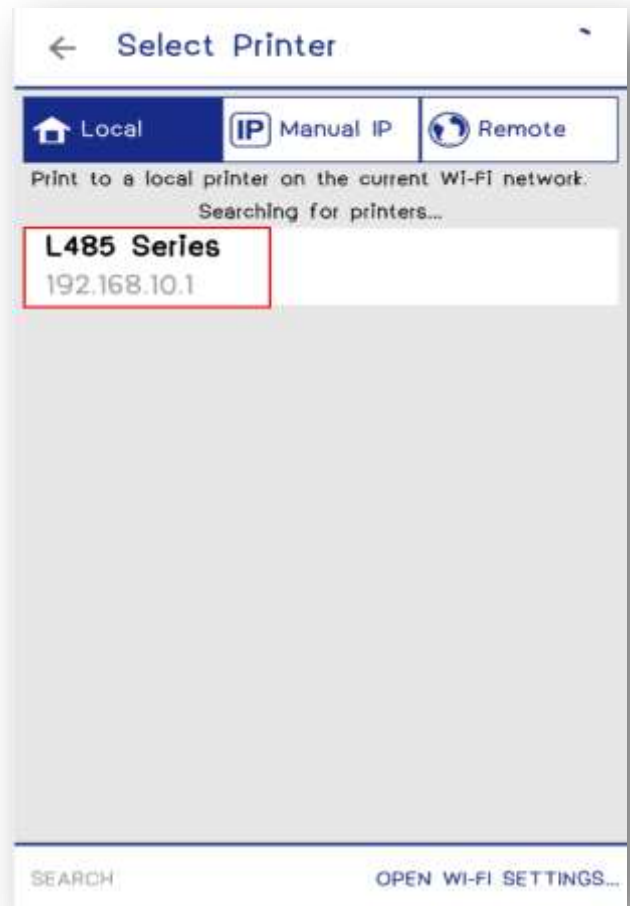 Select Printer
Local
IP Manual IP
Remote
Print to a local printer on the current Wi-Fi network.
Searching for printers...
L485 Series
192.168.10.1
SEARCH
OPEN WI-FI SETTINGS...